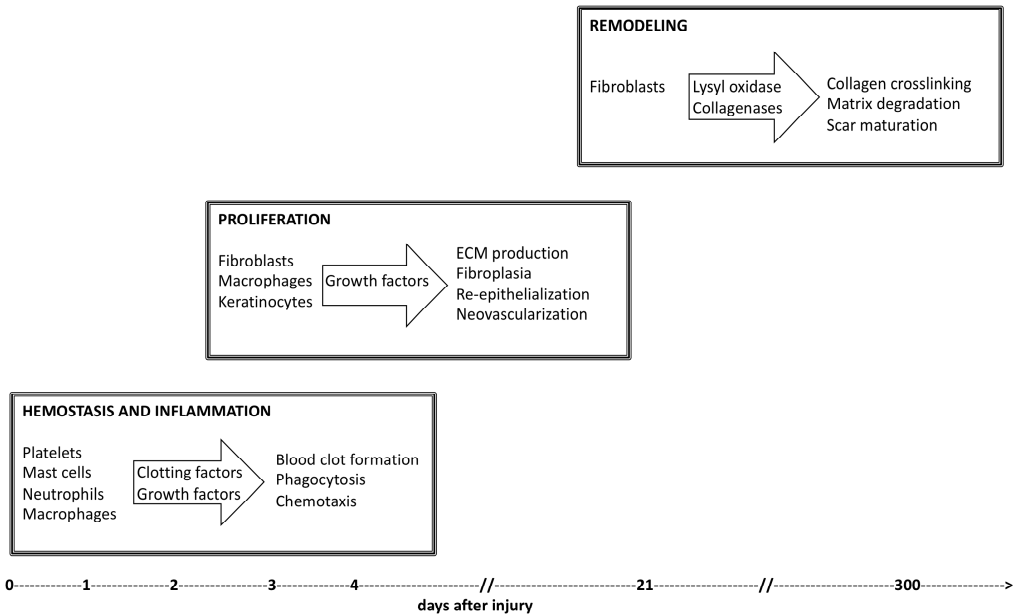 REMODELING
Fibroblasts
Lysyl oxidase
Collagenases
Collagen crosslinking
Matrix degradation
Scar maturation
PROLIFERATION
Fibroblasts
Macrophages
Keratinocytes
Growth factors
ECM production
Fibroplasia
Re-epithelialization
Neovascularization
HEMOSTASIS AND INFLAMMATION
Platelets
Mast cells
Neutrophils
Macrophages
Clotting factors
Growth factors
Blood clot formation
Phagocytosis
Chemotaxis
0-------------1---------------2-----------------3--------------4----------------------//---------------------------21--------------------//----------------------300----------------->
days after injury